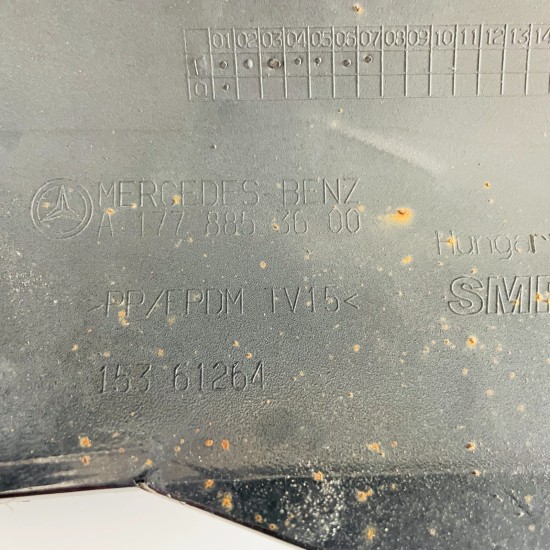 01 02 03 04 05 06 07 08 09 10 11 12 13 14
MERCEDES-BENZ
A 177 885 36 00
Hungary
>PP/EPDM TV15<
153 61264